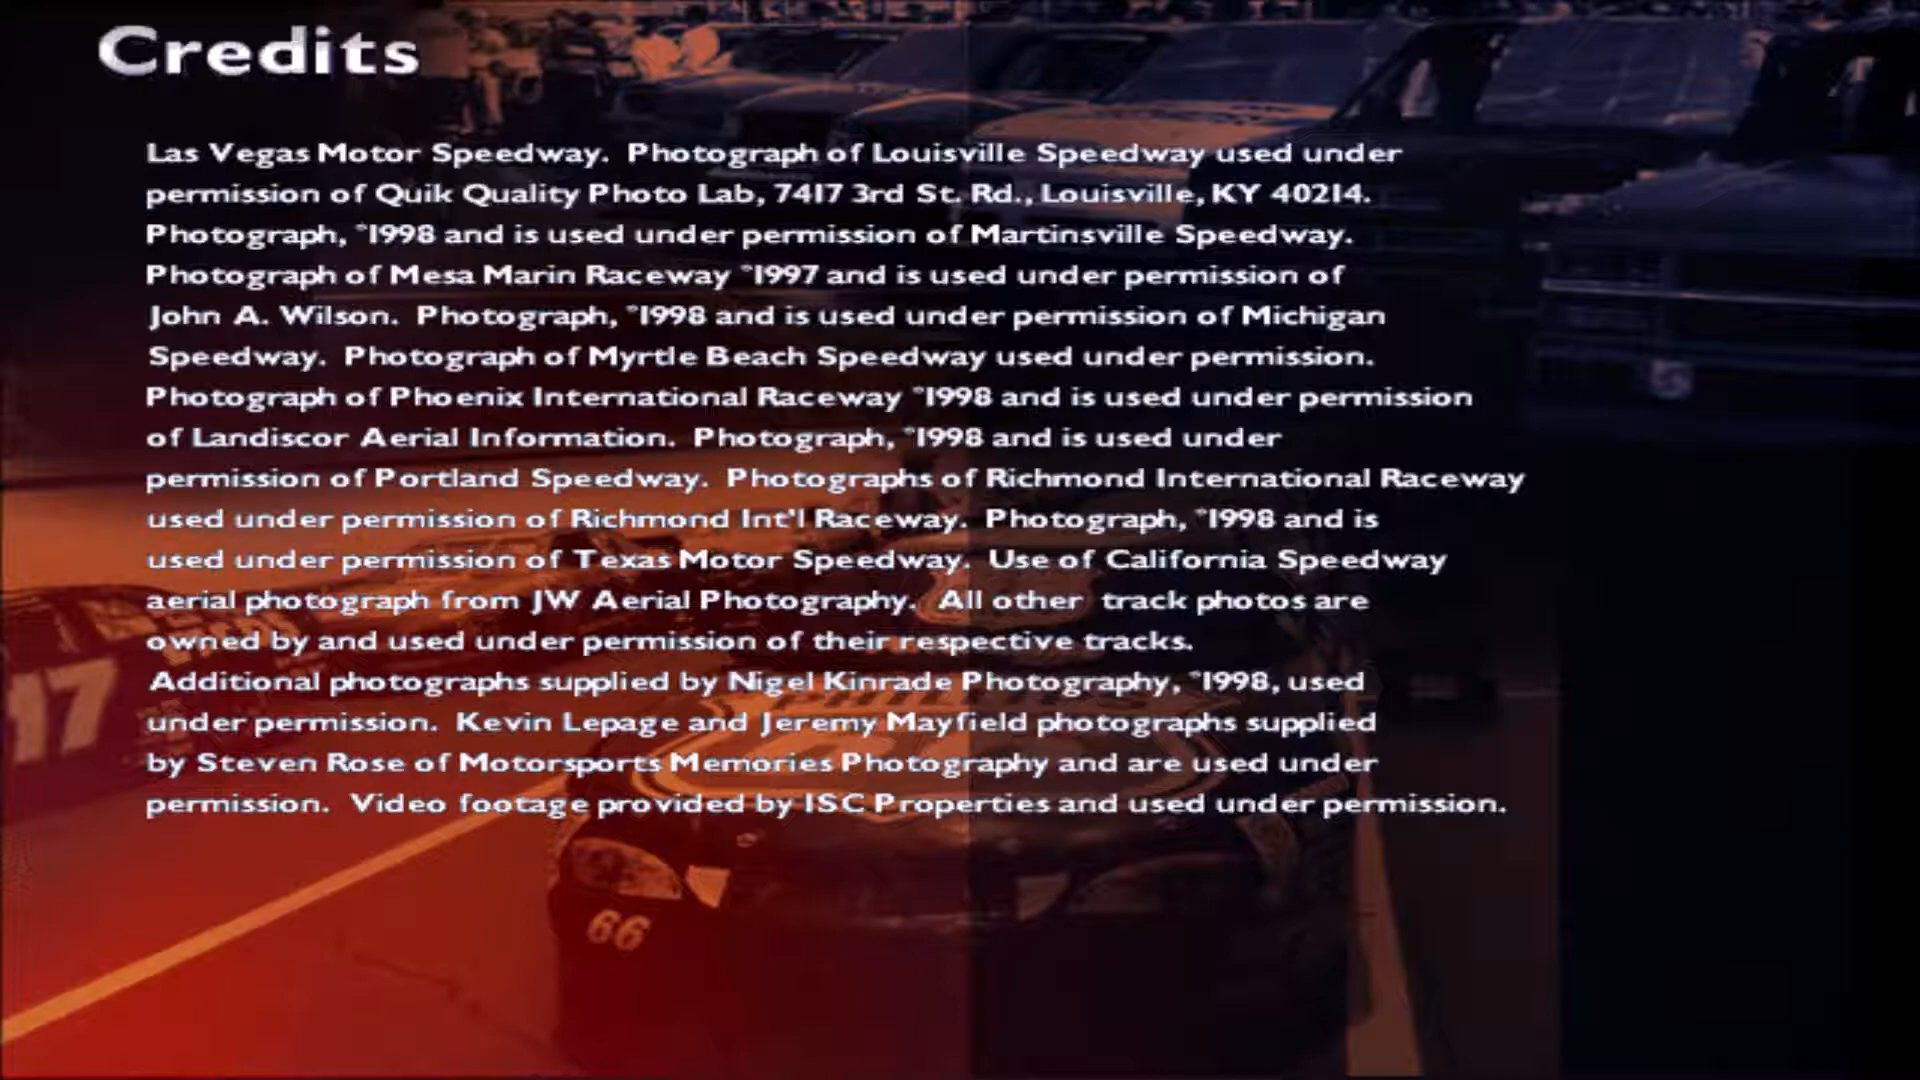 Credits
Las Vegas Motor Speedway.  Photograph of Louisville Speedway used under
permission of Quik Quality Photo Lab, 7417 3rd St. Rd., Louisville, KY 40214.
Photograph, °1998 and is used under permission of Martinsville Speedway.
Photograph of Mesa Marin Raceway °1997 and is used under permission of
John A. Wilson.  Photograph, °1998 and is used under permission of Michigan
Speedway.  Photograph of Myrtle Beach Speedway used under permission.
Photograph of Phoenix International Raceway °1998 and is used under permission
of Landiscor Aerial Information.  Photograph, °1998 and is used under
permission of Portland Speedway.  Photographs of Richmond International Raceway
used under permission of Richmond Int'l Raceway.  Photograph, °1998 and is
used under permission of Texas Motor Speedway.  Use of California Speedway
aerial photograph from JW Aerial Photography.  All other track photos are
owned by and used under permission of their respective tracks.
Additional photographs supplied by Nigel Kinrade Photography, °1998, used
under permission.  Kevin Lepage and Jeremy Mayfield photographs supplied
by Steven Rose of Motorsports Memories Photography and are used under
permission.  Video footage provided by ISC Properties and used under permission.
17
66